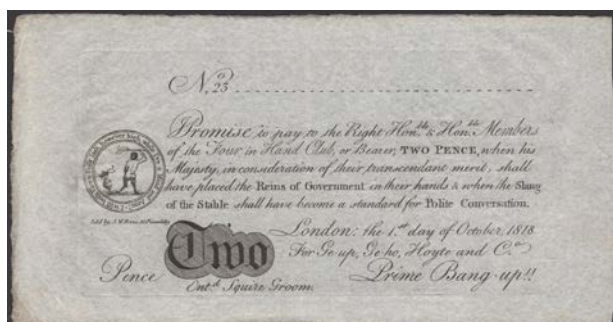 No. 23
Promise to pay to the Right Honble. & Honble. Members
of the Four in Hand Club, or Bearer, TWO PENCE, when his
Majesty, in consideration of their transcendant merit, shall
have placed the Reins of Government in their hands & when the Slang
of the Stable shall have become a standard for Polite Conversation.
London: the 1st day of October, 1818
For Ge-up, Ge-ho, Hoyte and Co.
Pence Two Prime Bang-up!!
Entd. Squire Groom.